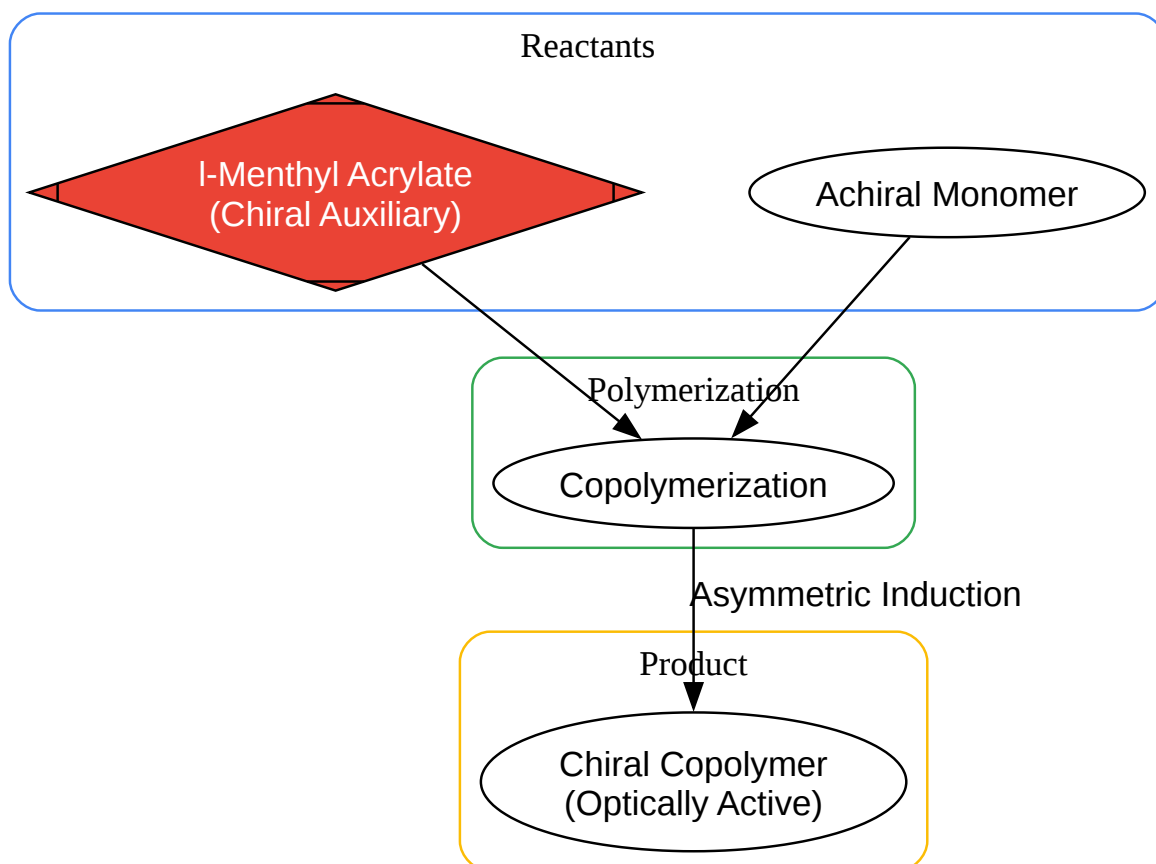 Reactants
l-Menthyl Acrylate
(Chiral Auxiliary)
Achiral Monomer
Polymerization
Copolymerization
Asymmetric Induction
Product
Chiral Copolymer
(Optically Active)